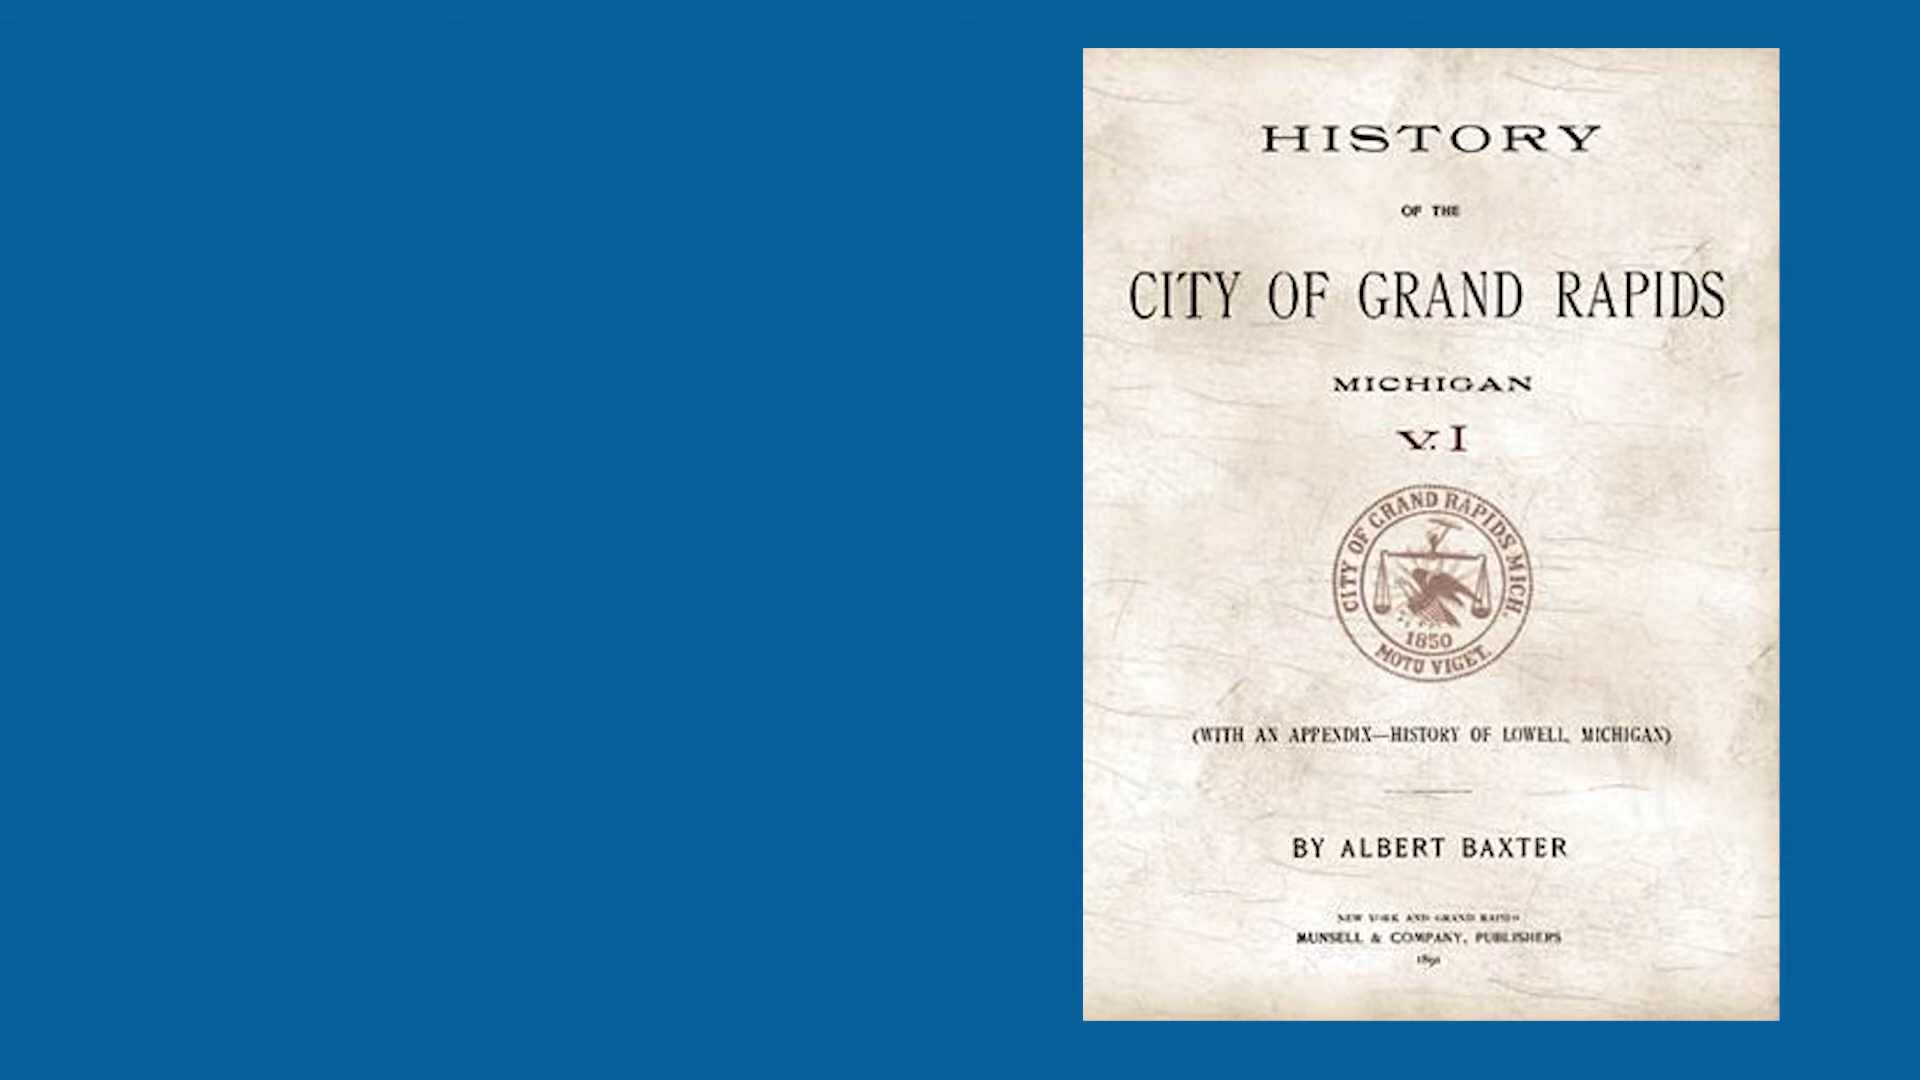 HISTORY
OF THE
CITY OF GRAND RAPIDS
MICHIGAN
V.I
CITY OF GRAND RAPIDS MICH.
1850
MOTU VIGET.
(WITH AN APPENDIX—HISTORY OF LOWELL, MICHIGAN)
BY ALBERT BAXTER
NEW YORK AND GRAND RAPIDS
MUNSELL & COMPANY, PUBLISHERS
1891